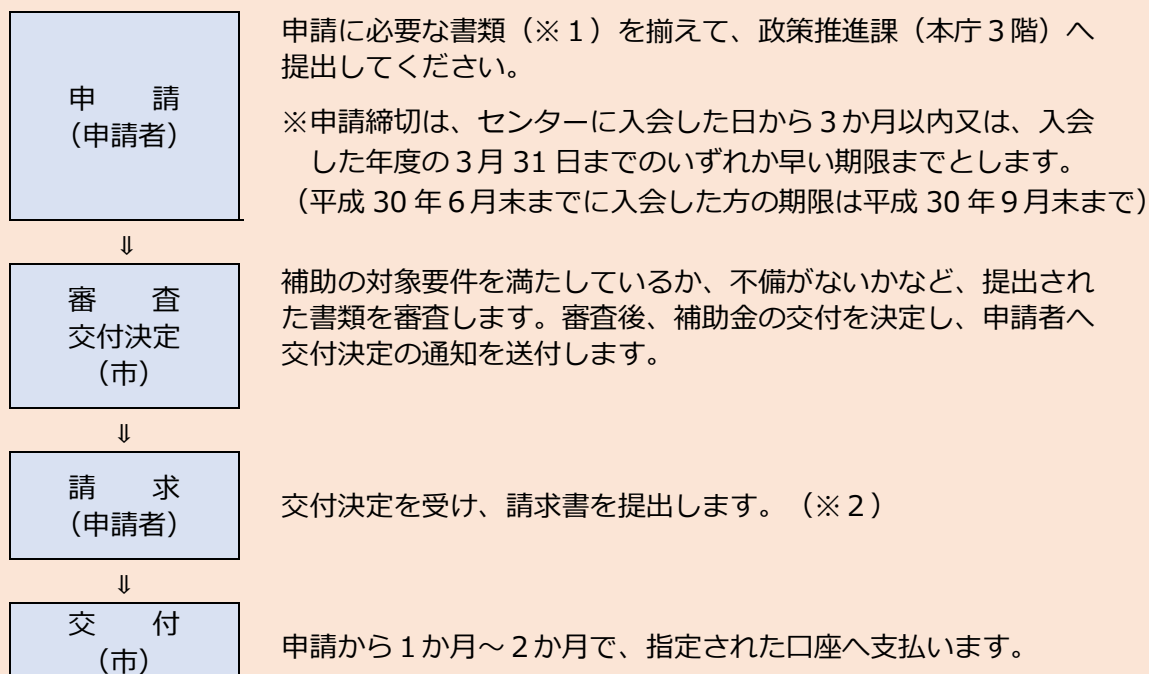 申　　請
（申請者）
申請に必要な書類（※１）を揃えて、政策推進課（本庁３階）へ
提出してください。
※申請締切は、センターに入会した日から３か月以内又は、入会
した年度の３月 31 日までのいずれか早い期限までとします。
（平成 30 年６月末までに入会した方の期限は平成 30 年９月末まで）
⇓
審　　査
交付決定
（市）
補助の対象要件を満たしているか、不備がないかなど、提出され
た書類を審査します。審査後、補助金の交付を決定し、申請者へ
交付決定の通知を送付します。
⇓
請　　求
（申請者）
交付決定を受け、請求書を提出します。（※２）
⇓
交　　付
（市）
申請から１か月～２か月で、指定された口座へ支払います。